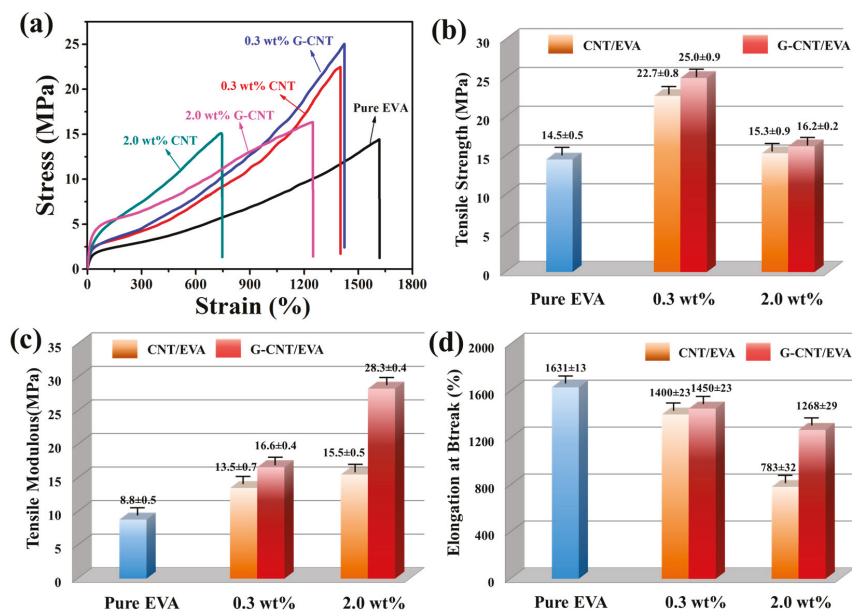 (a)
Stress (MPa)
25
20
15
10
5
0
0.3 wt% G-CNT
0.3 wt% CNT
2.0 wt% G-CNT
2.0 wt% CNT
Pure EVA
0 300 600 900 1200 1500 1800
Strain (%)
(b)
Tensile Strength (MPa)
30
25
20
15
10
5
0
CNT/EVA
G-CNT/EVA
14.5±0.5
22.7±0.8
25.0±0.9
15.3±0.9
16.2±0.2
Pure EVA 0.3 wt% 2.0 wt%
(c)
Tensile Modulous(MPa)
35
30
25
20
15
10
5
0
CNT/EVA
G-CNT/EVA
8.8±0.5
13.5±0.7
16.6±0.4
15.5±0.5
28.3±0.4
Pure EVA 0.3 wt% 2.0 wt%
(d)
Elongation at Btreak (%)
2000
1600
1200
800
400
0
CNT/EVA
G-CNT/EVA
1631±13
1400±23
1450±23
783±32
1268±29
Pure EVA 0.3 wt% 2.0 wt%